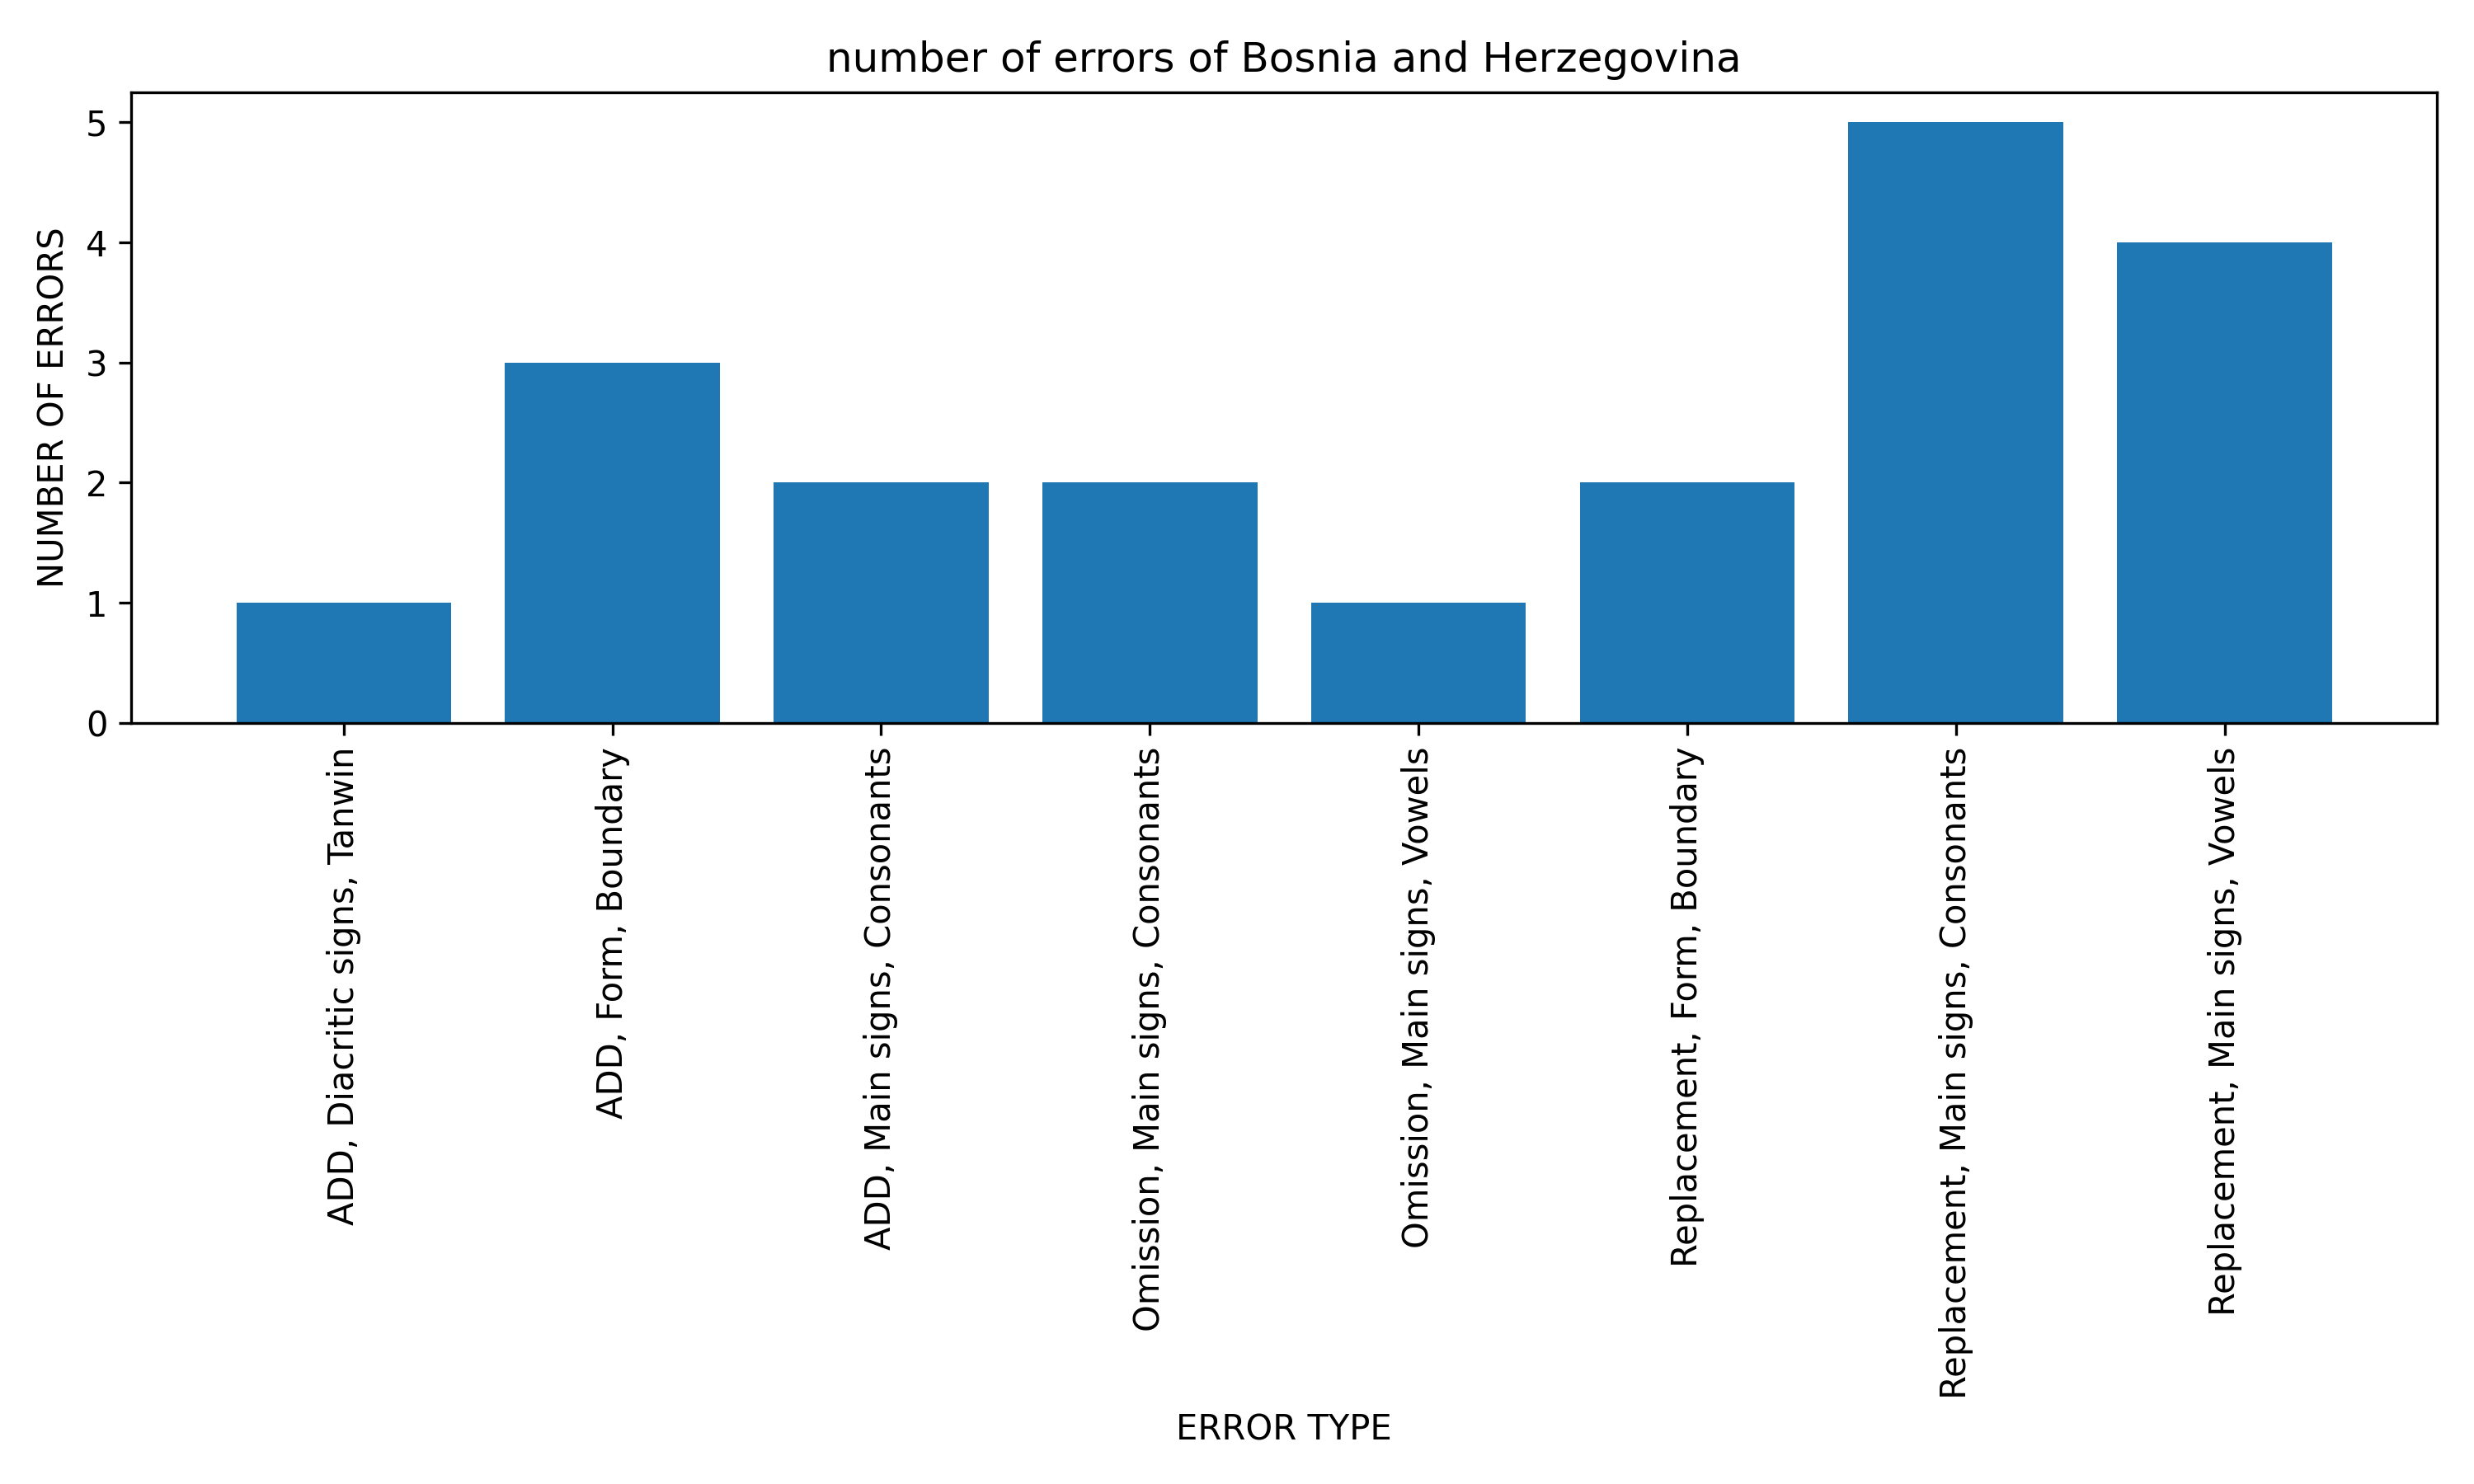 number of errors of Bosnia and Herzegovina
NUMBER OF ERRORS
5
4
3
2
1
0
ADD, Diacritic signs, Tanwin
ADD, Form, Boundary
ADD, Main signs, Consonants
Omission, Main signs, Consonants
Omission, Main signs, Vowels
Replacement, Form, Boundary
Replacement, Main signs, Consonants
Replacement, Main signs, Vowels
ERROR TYPE